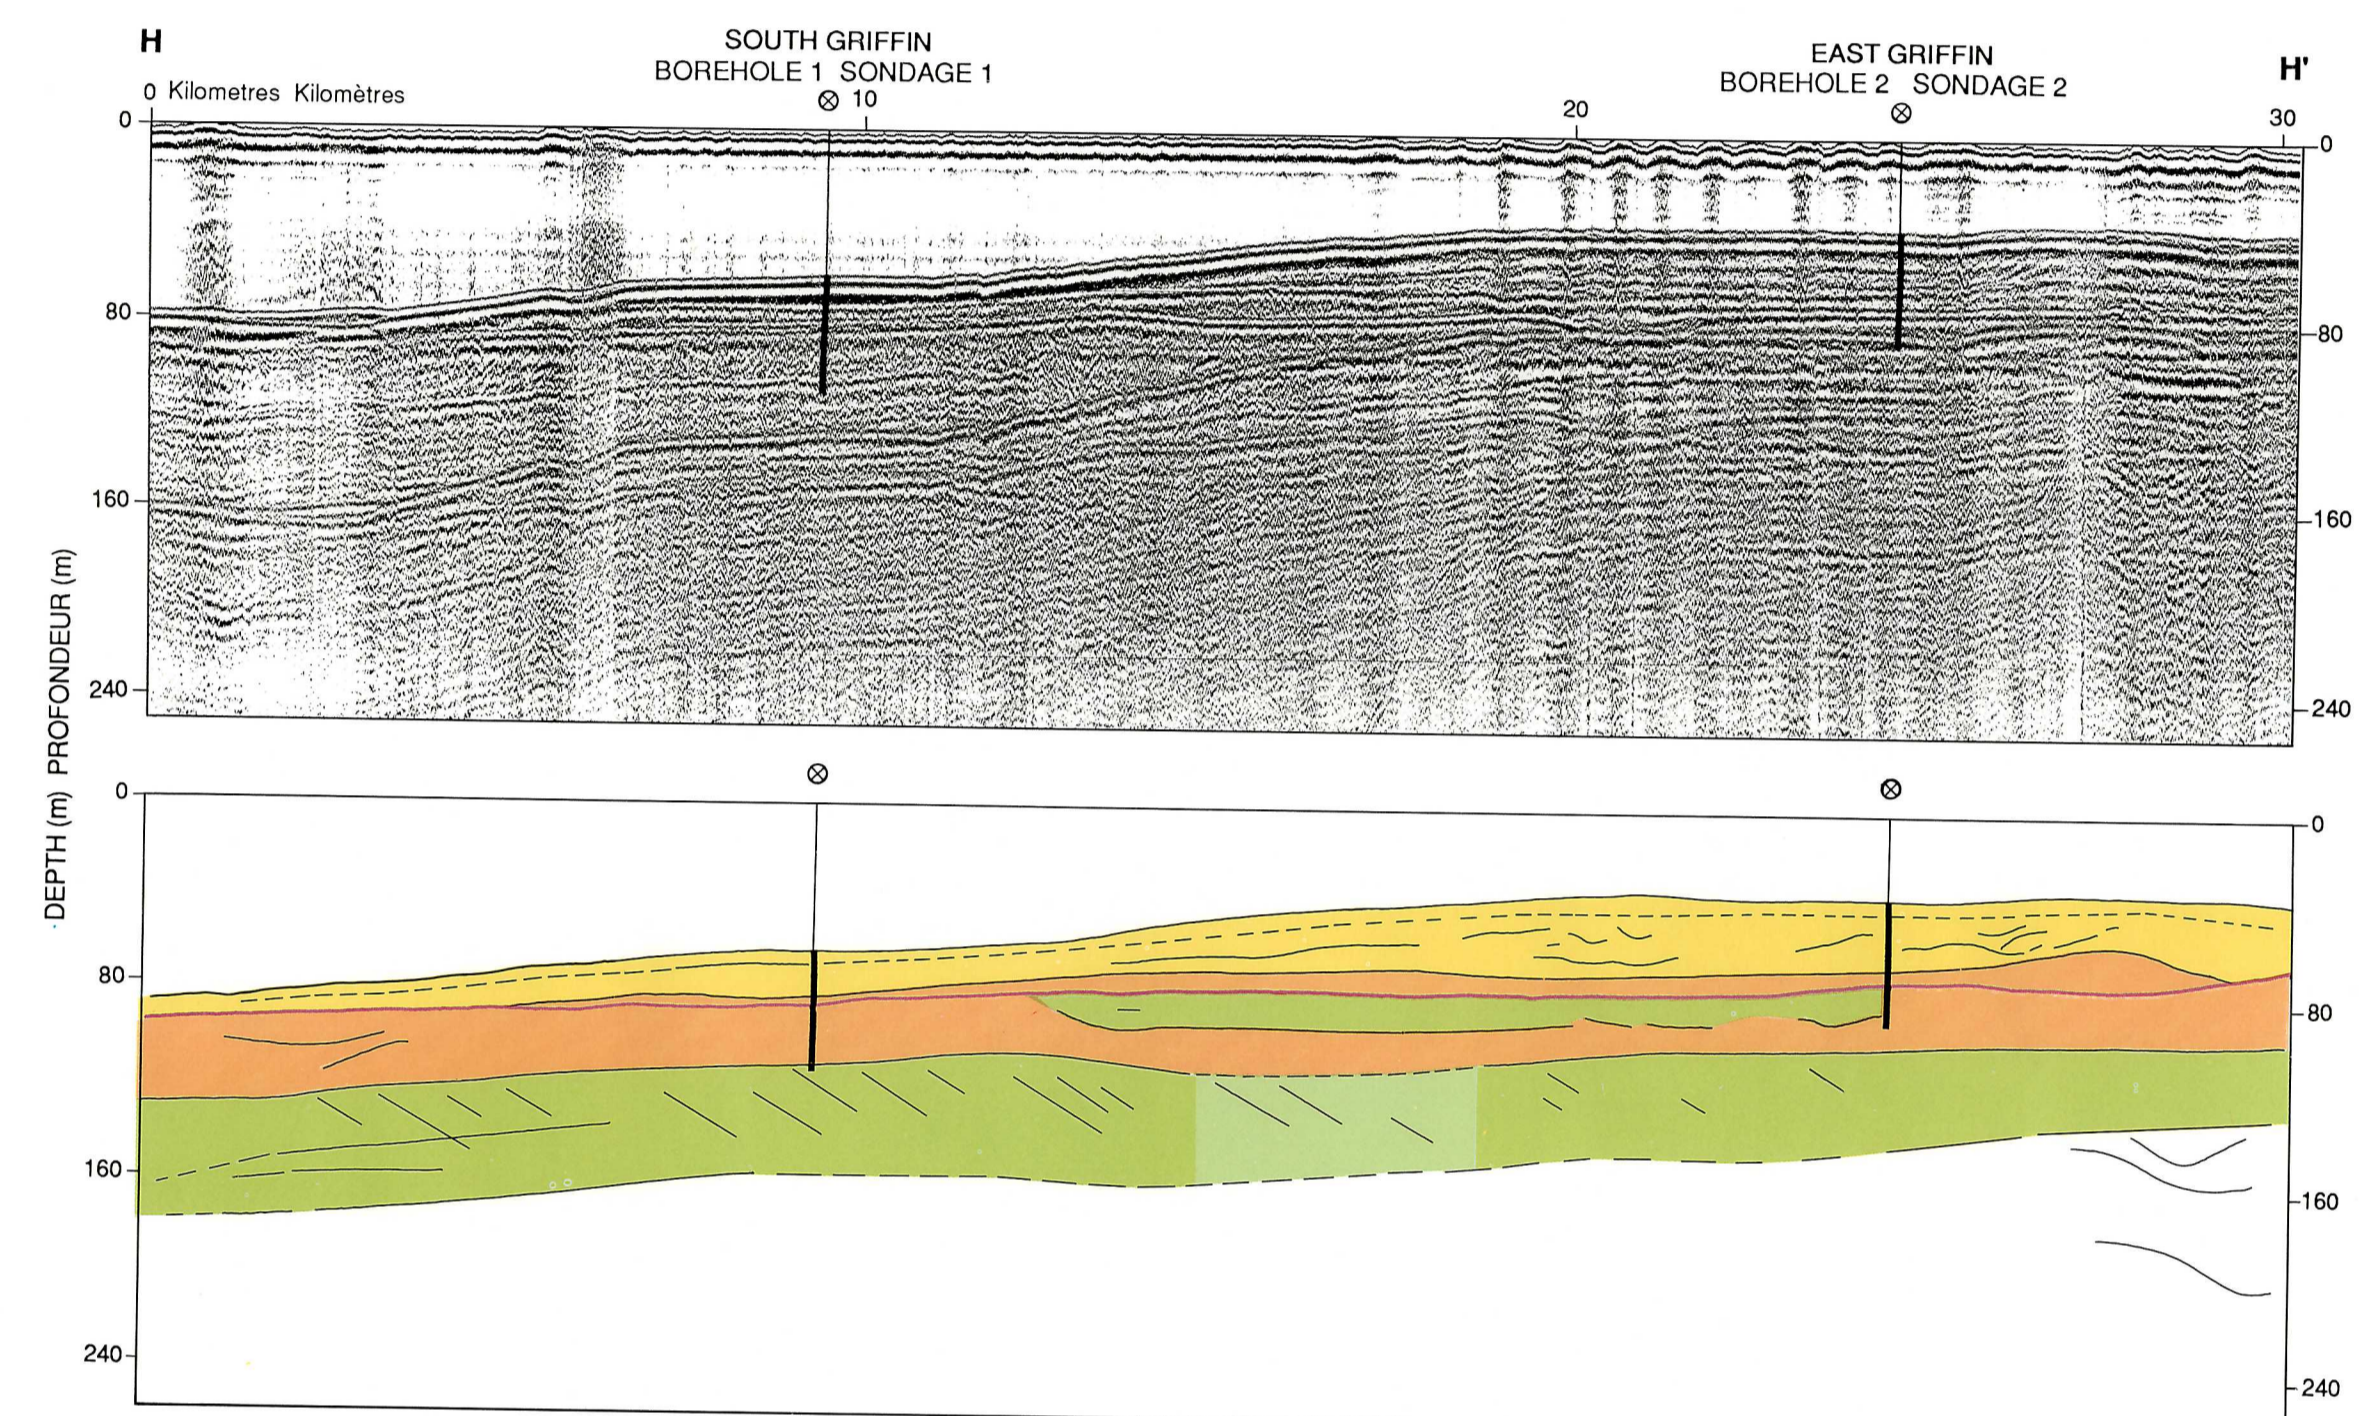 H
SOUTH GRIFFIN
BOREHOLE 1 SONDAGE 1
EAST GRIFFIN
BOREHOLE 2 SONDAGE 2
H'
0 Kilometres Kilomètres
10
20
30
0
80
160
240
0
80
160
240
DEPTH (m) PROFONDEUR (m)
0
80
160
240
0
80
160
240